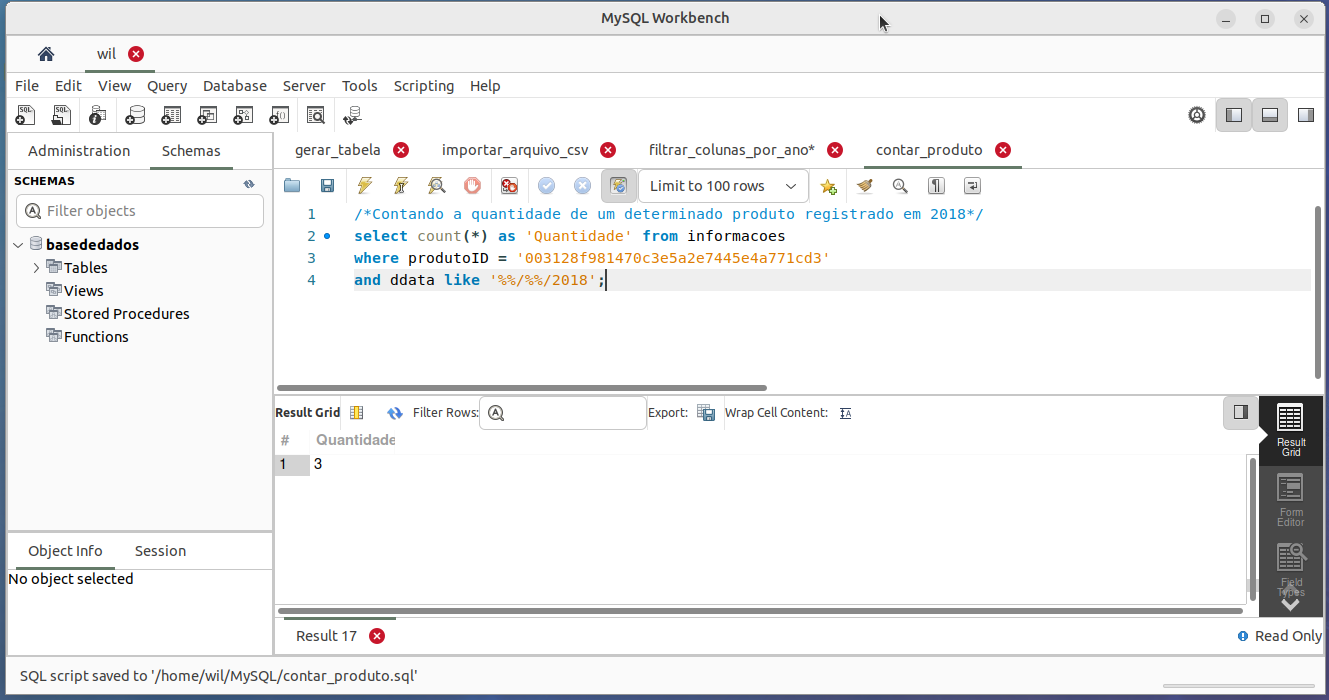 MySQL Workbench
wil
File Edit View Query Database Server Tools Scripting Help
Administration Schemas
SCHEMAS
Filter objects
basededados
Tables
Views
Stored Procedures
Functions
Object Info Session
No object selected
gerar_tabela importar_arquivo_csv filtrar_colunas_por_ano* contar_produto
Limit to 100 rows
1 /*Contando a quantidade de um determinado produto registrado em 2018*/
2 select count(*) as 'Quantidade' from informacoes
3 where produtoID = '003128f981470c3e5a2e7445e4a771cd3'
4 and ddata like '%%/%%/2018';
Result Grid Filter Rows: Export: Wrap Cell Content:
# Quantidade
1 3
Result
Grid
Form
Editor
Field
Types
Result 17
Read Only
SQL script saved to '/home/wil/MySQL/contar_produto.sql'